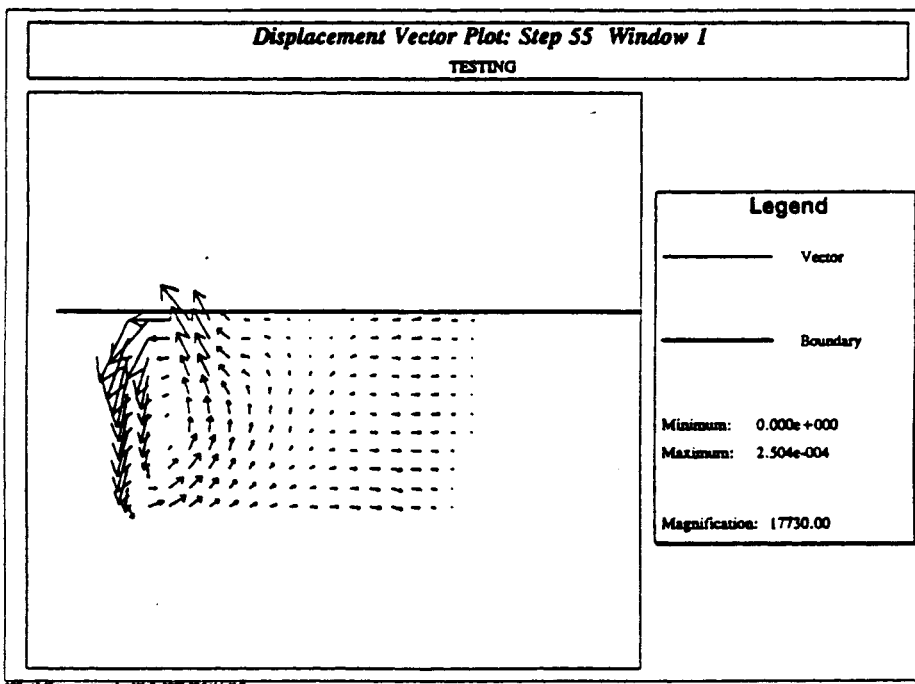 Displacement Vector Plot: Step 55 Window 1
TESTING
Legend
Vector
Boundary
Minimum: 0.000e+000
Maximum: 2.504e-004
Magnification: 17730.00